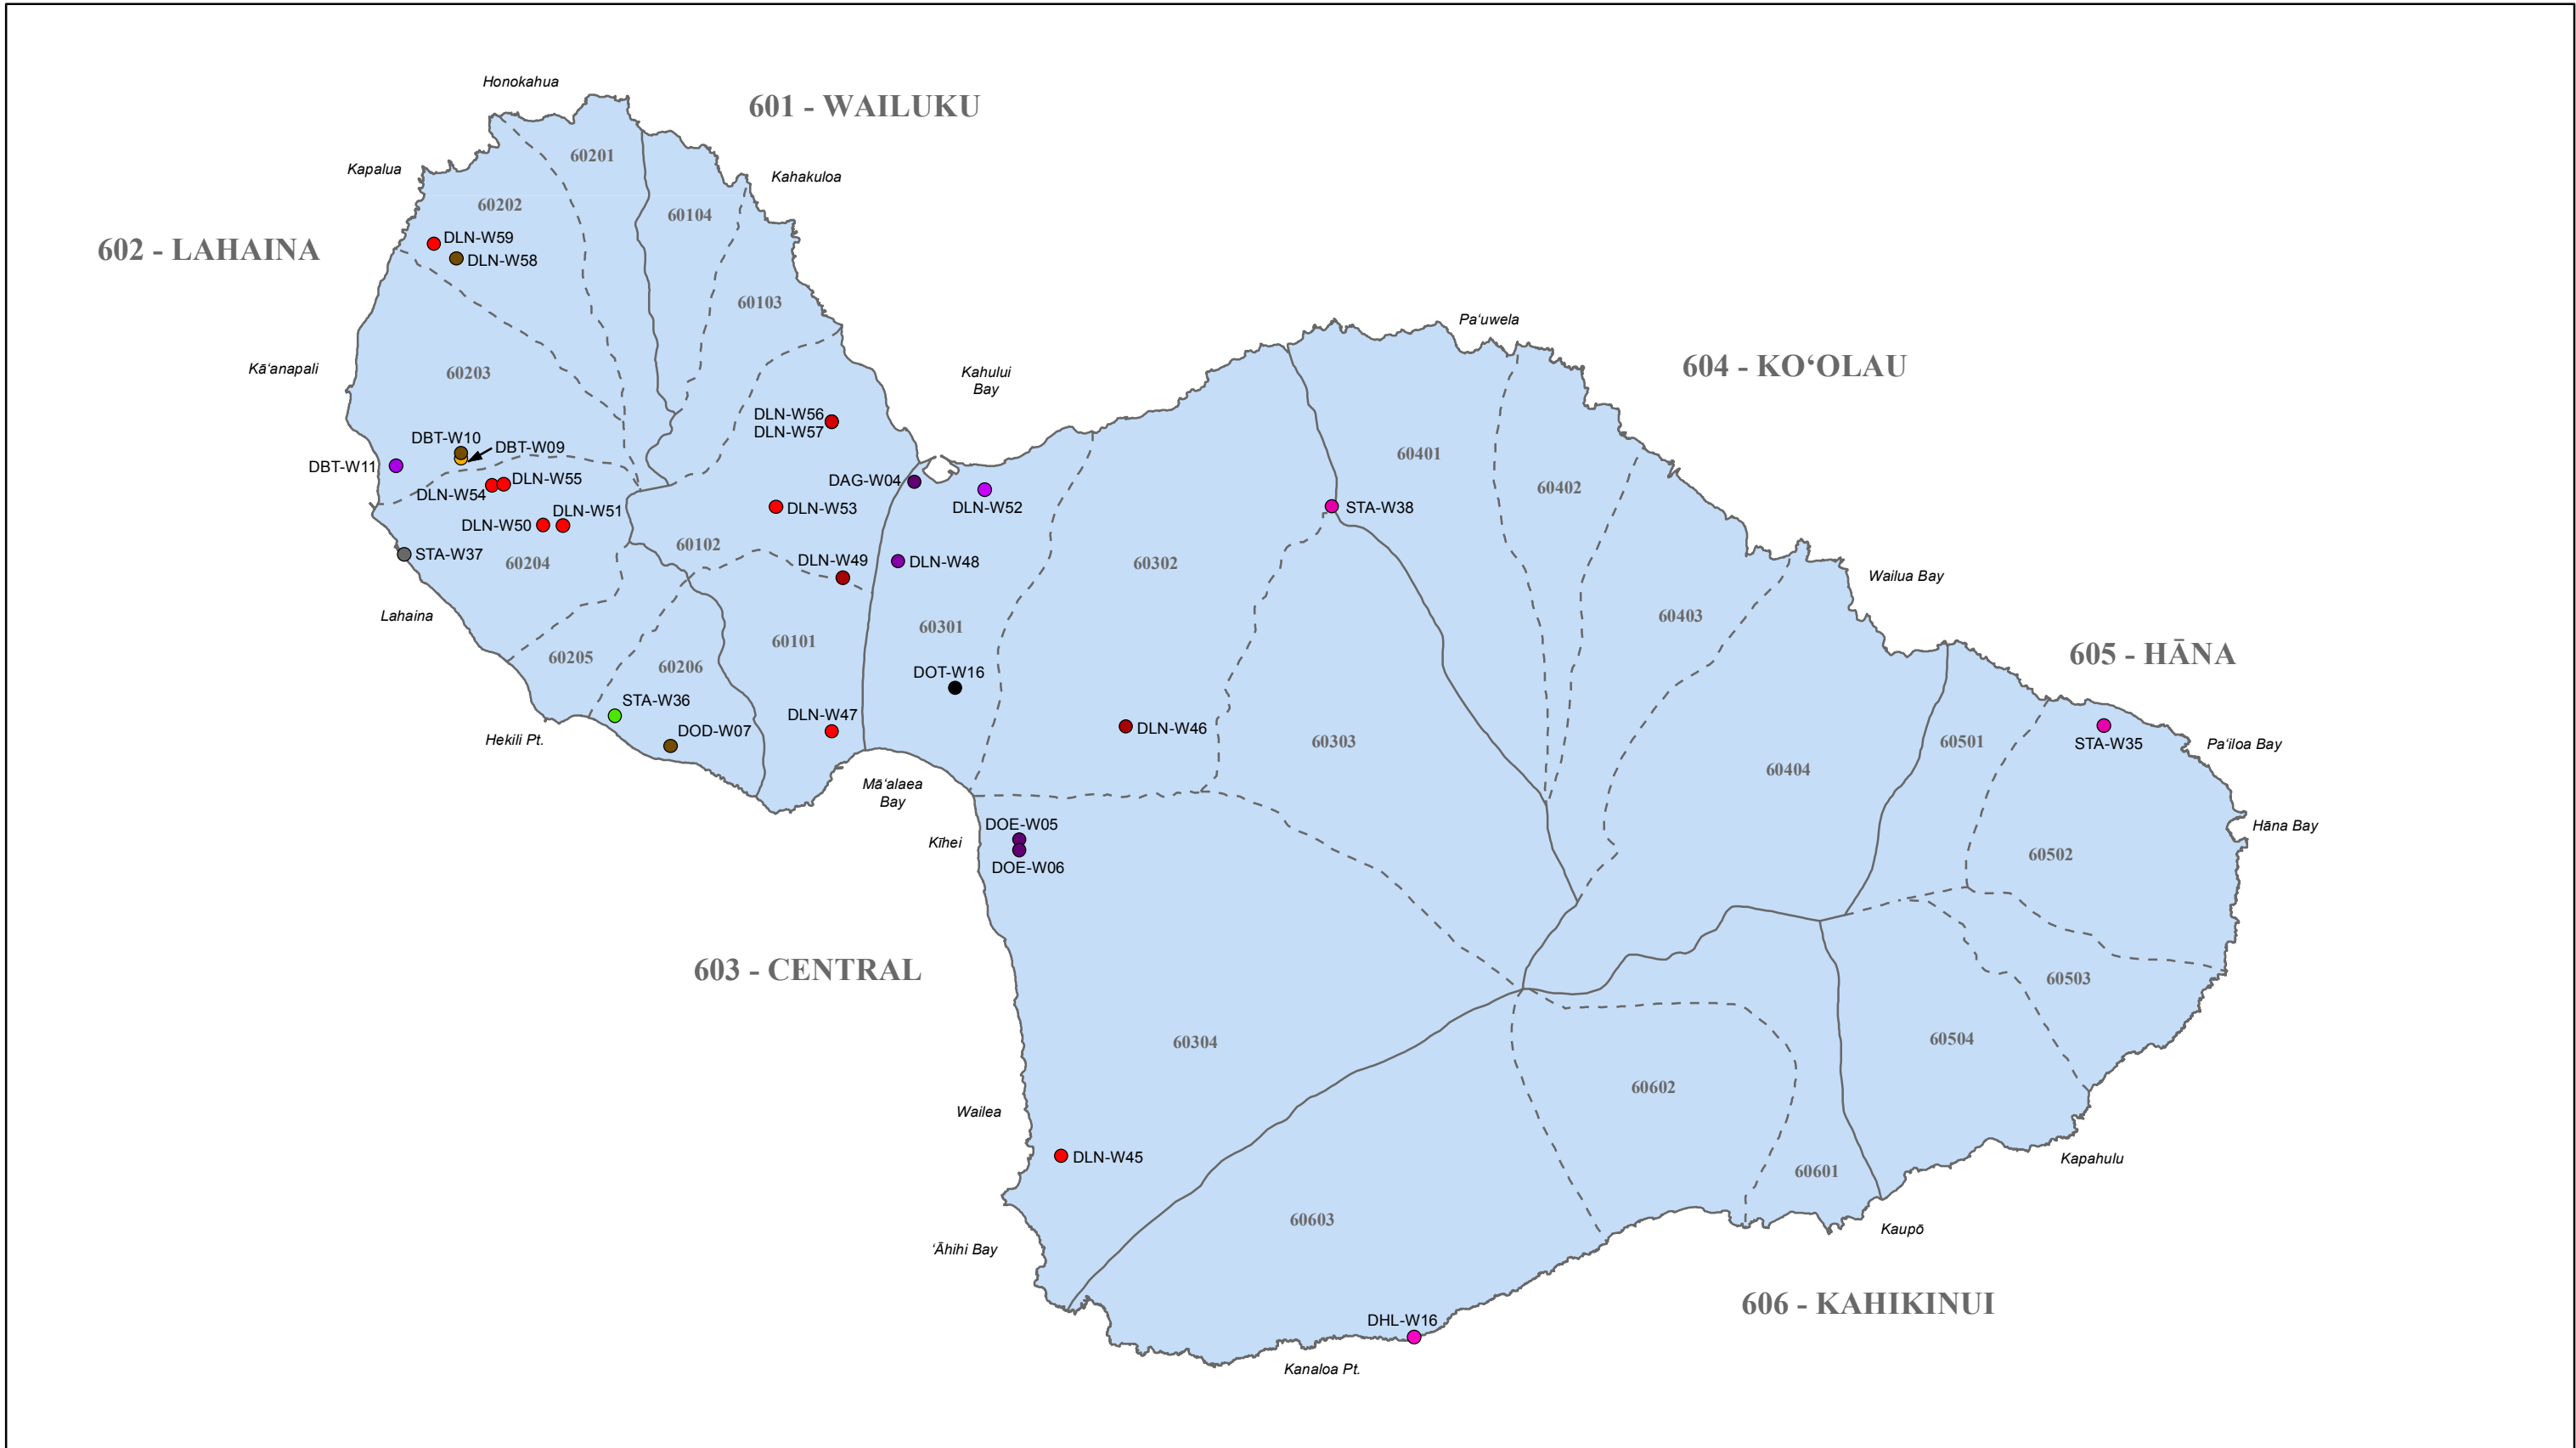 Honokahua
601 - WAILUKU
60201
Kapalua
Kahakuloa
60202
60104
602 - LAHAINA
DLN-W59
DLN-W58
60103
Pa‘uwela
Kā‘anapali
60203
Kahului
Bay
604 - KO‘OLAU
DLN-W56
DLN-W57
DBT-W10
DBT-W09
DBT-W11
60401
DLN-W55
DLN-W54
DAG-W04
DLN-W52
60402
DLN-W53
STA-W38
DLN-W51
DLN-W50
60102
STA-W37
60204
DLN-W49
DLN-W48
60302
Wailua Bay
Lahaina
60403
60101
60301
60205
60206
605 - HĀNA
DOT-W16
STA-W36
DLN-W47
DLN-W46
Hekili Pt.
DOD-W07
60303
60501
STA-W35
Pa‘iloa Bay
60404
Mā‘alaea
Bay
DOE-W05
Kīhei
DOE-W06
Hāna Bay
60502
603 - CENTRAL
60503
60304
60504
60602
Wailea
DLN-W45
60601
Kapahulu
60603
Kaupō
‘Āhihi Bay
606 - KAHIKINUI
DHL-W16
Kanaloa Pt.